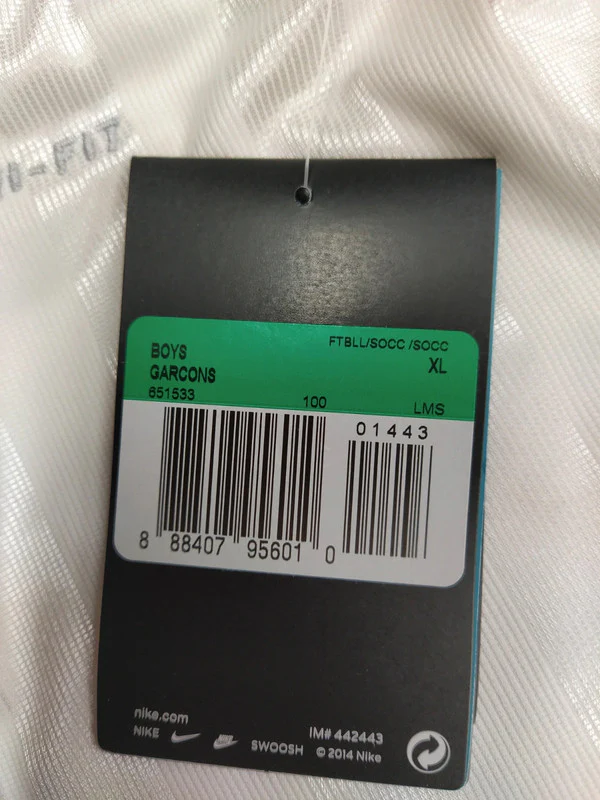 -FIT
BOYS
GARCONS
FTBLL/SOCC /SOCC
XL
651533 100 LMS
01443
8 88407 95601 0
nike.com
NIKE SWOOSH IM# 442443
© 2014 Nike